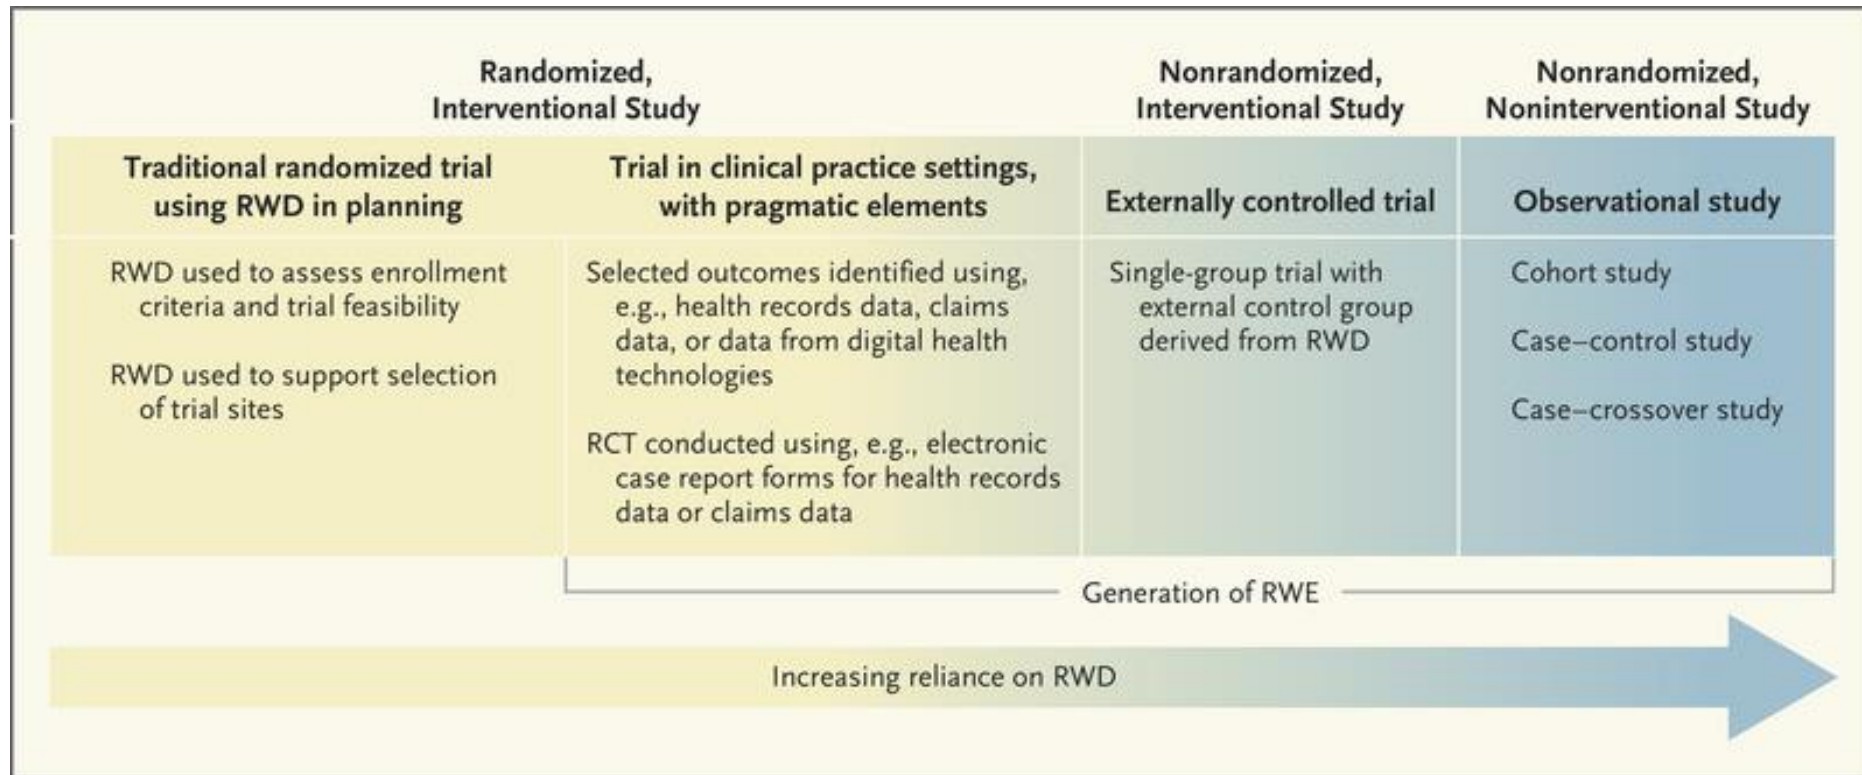 Randomized,
Interventional Study
Nonrandomized,
Interventional Study
Nonrandomized,
Noninterventional Study
Traditional randomized trial
using RWD in planning
Trial in clinical practice settings,
with pragmatic elements
Externally controlled trial
Observational study
RWD used to assess enrollment
criteria and trial feasibility
RWD used to support selection
of trial sites
Selected outcomes identified using,
e.g., health records data, claims
data, or data from digital health
technologies
RCT conducted using, e.g., electronic
case report forms for health records
data or claims data
Single-group trial with
external control group
derived from RWD
Cohort study
Case–control study
Case–crossover study
Generation of RWE
Increasing reliance on RWD